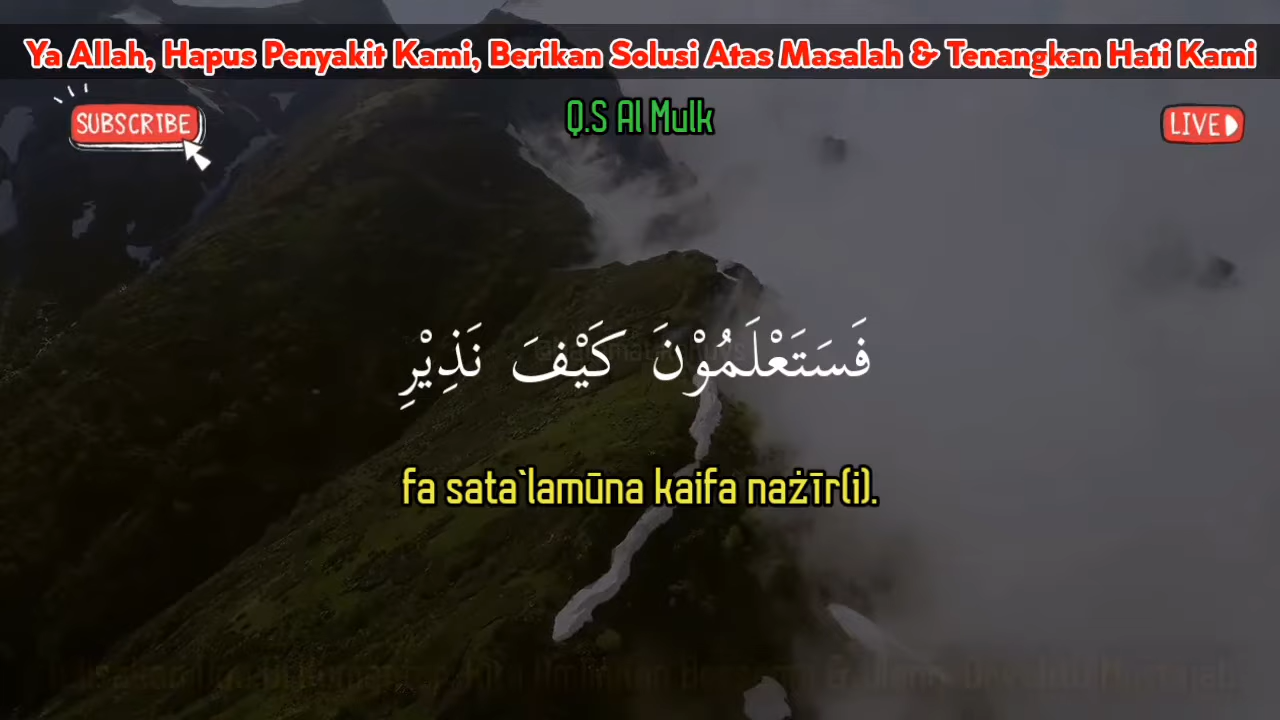 Ya Allah, Hapus Penyakit Kami, Berikan Solusi Atas Masalah & Tenangkan Hati Kami
SUBSCRIBE
Q.S Al Mulk
LIVE
فَسَتَعْلَمُوْنَ كَيْفَ نَذِيْرِ
fa sata`lamūna kaifa nażīr(i).